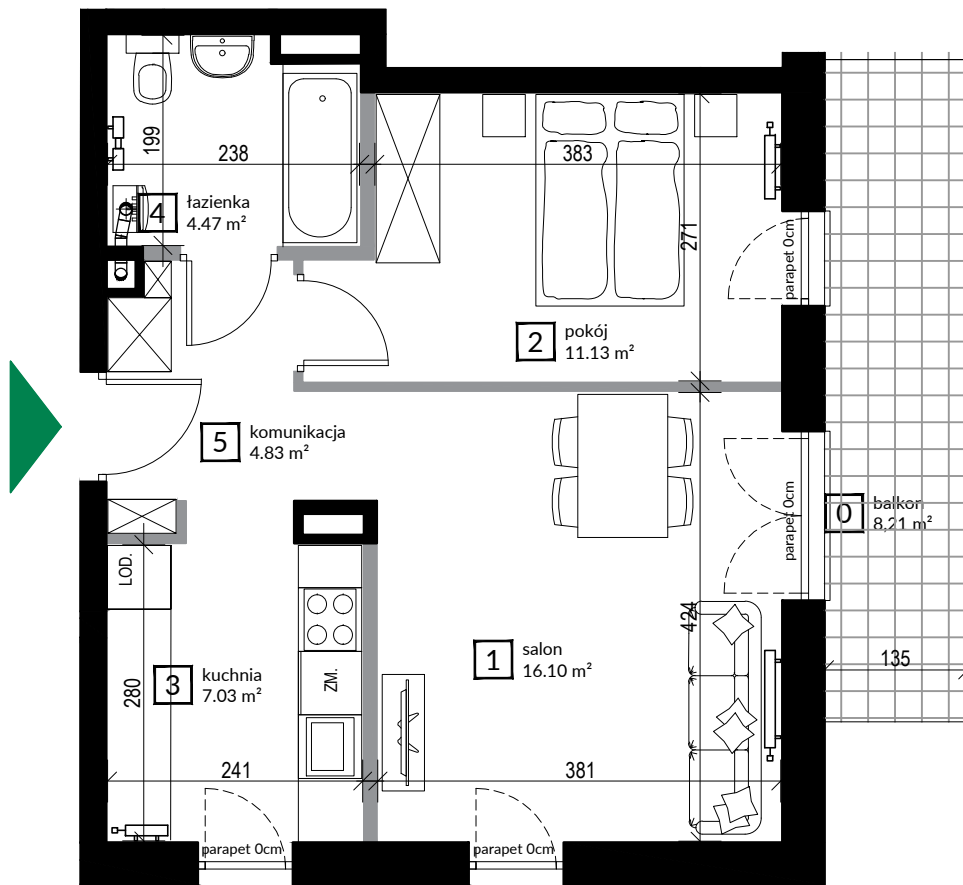 199
238
383
4
łazienka
4.47 m²
271
parapet 0cm
2
pokój
11.13 m²
5
komunikacja
4.83 m²
parapet 0cm
0
balkon
8,21 m²
LOD.
424
1
salon
16.10 m²
135
3
kuchnia
7.03 m²
ZM.
280
241
381
parapet 0cm
parapet 0cm